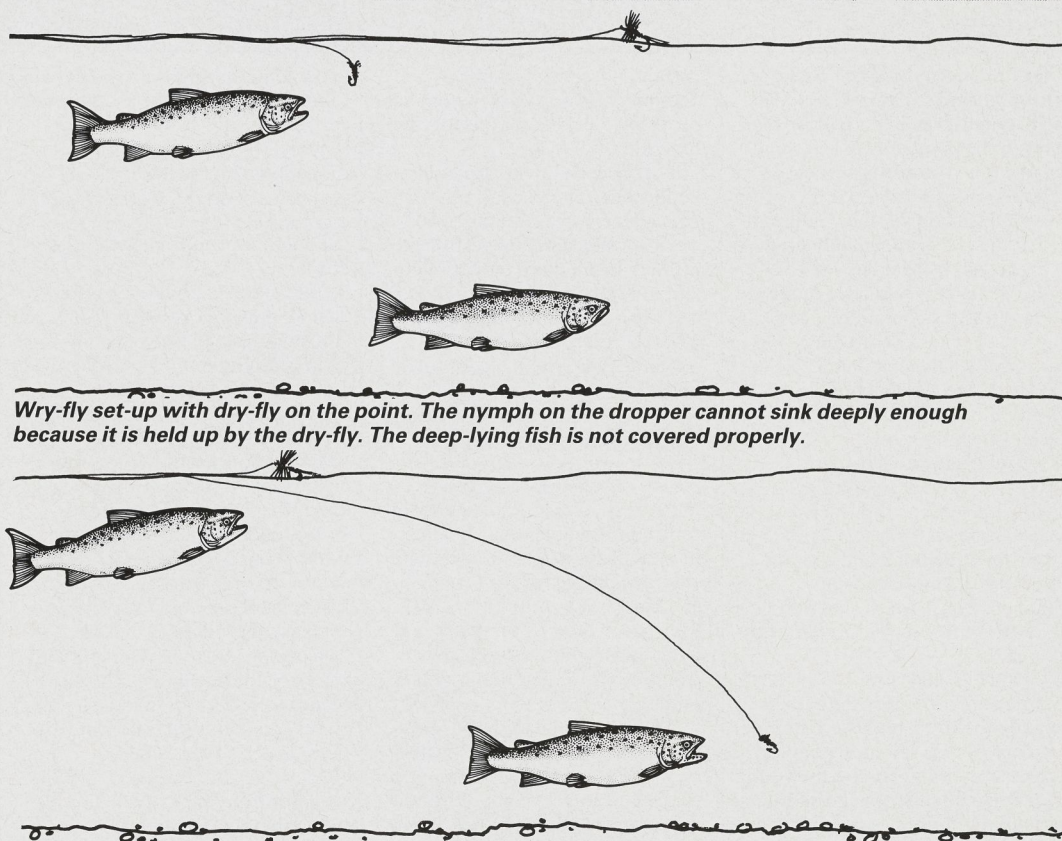 Wry-fly set-up with dry-fly on the point. The nymph on the dropper cannot sink deeply enough
because it is held up by the dry-fly. The deep-lying fish is not covered properly.